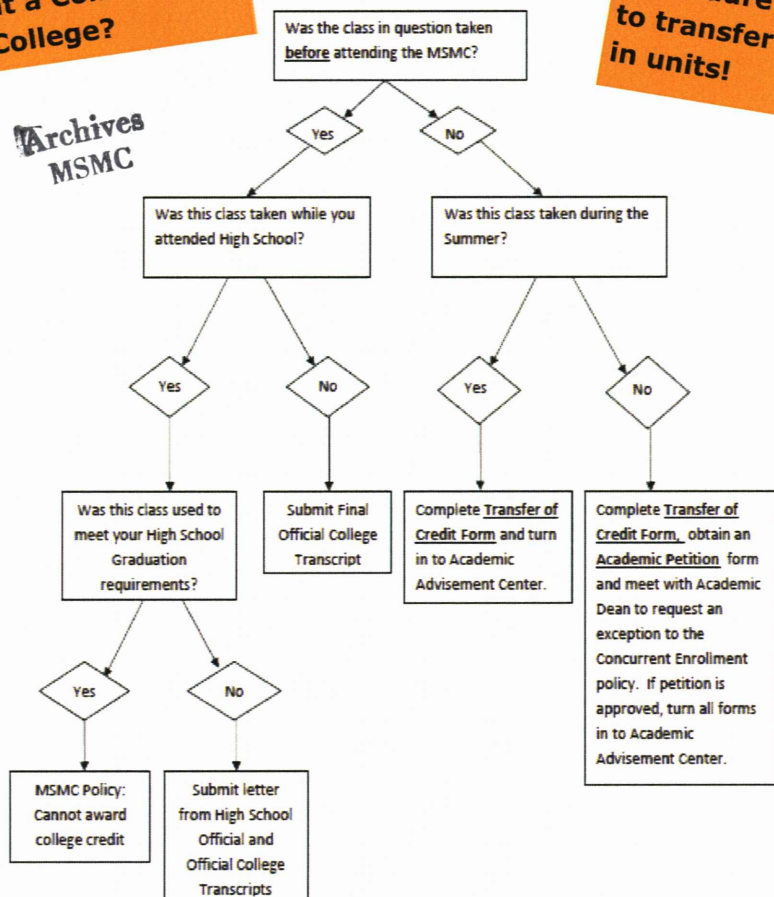 College?
to transfer
in units!
Archives
MSMC
Was the class in question taken
before attending the MSMC?
Yes
No
Was this class taken while you
attended High School?
Was this class taken during the
Summer?
Yes
No
Yes
No
Was this class used to
meet your High School
Graduation
requirements?
Submit Final
Official College
Transcript
Complete Transfer of
Credit Form and turn
in to Academic
Advisement Center.
Complete Transfer of
Credit Form, obtain an
Academic Petition form
and meet with Academic
Dean to request an
exception to the
Concurrent Enrollment
policy. If petition is
approved, turn all forms
in to Academic
Advisement Center.
Yes
No
MSMC Policy:
Cannot award
college credit
Submit letter
from High School
Official and
Official College
Transcripts